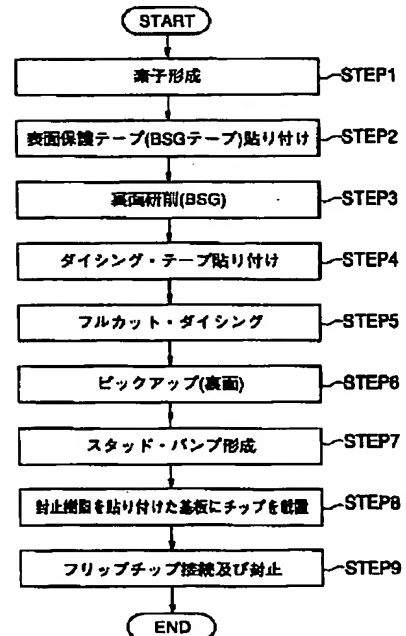 START
素子形成
STEP1
表面保護テープ(BSGテープ)貼り付け
STEP2
裏面研削(BSG)
STEP3
ダイシング・テープ貼り付け
STEP4
フルカット・ダイシング
STEP5
ピックアップ(裏面)
STEP6
スタッド・バンプ形成
STEP7
封止樹脂を貼り付けた基板にチップを載置
STEP8
フリップチップ接続及び封止
STEP9
END